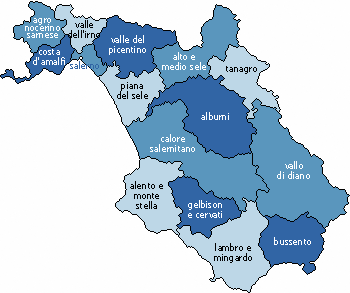 agro
nocerino
sarnese
valle
dell'irno
valle del
picentino
costa
d'amalfi
salerno
alto e
medio sele
tanagro
piana
del sele
alburni
calore
salernitano
vallo
di diano
alento e
monte
stella
gelbison
e cervati
lambro e
mingardo
bussento